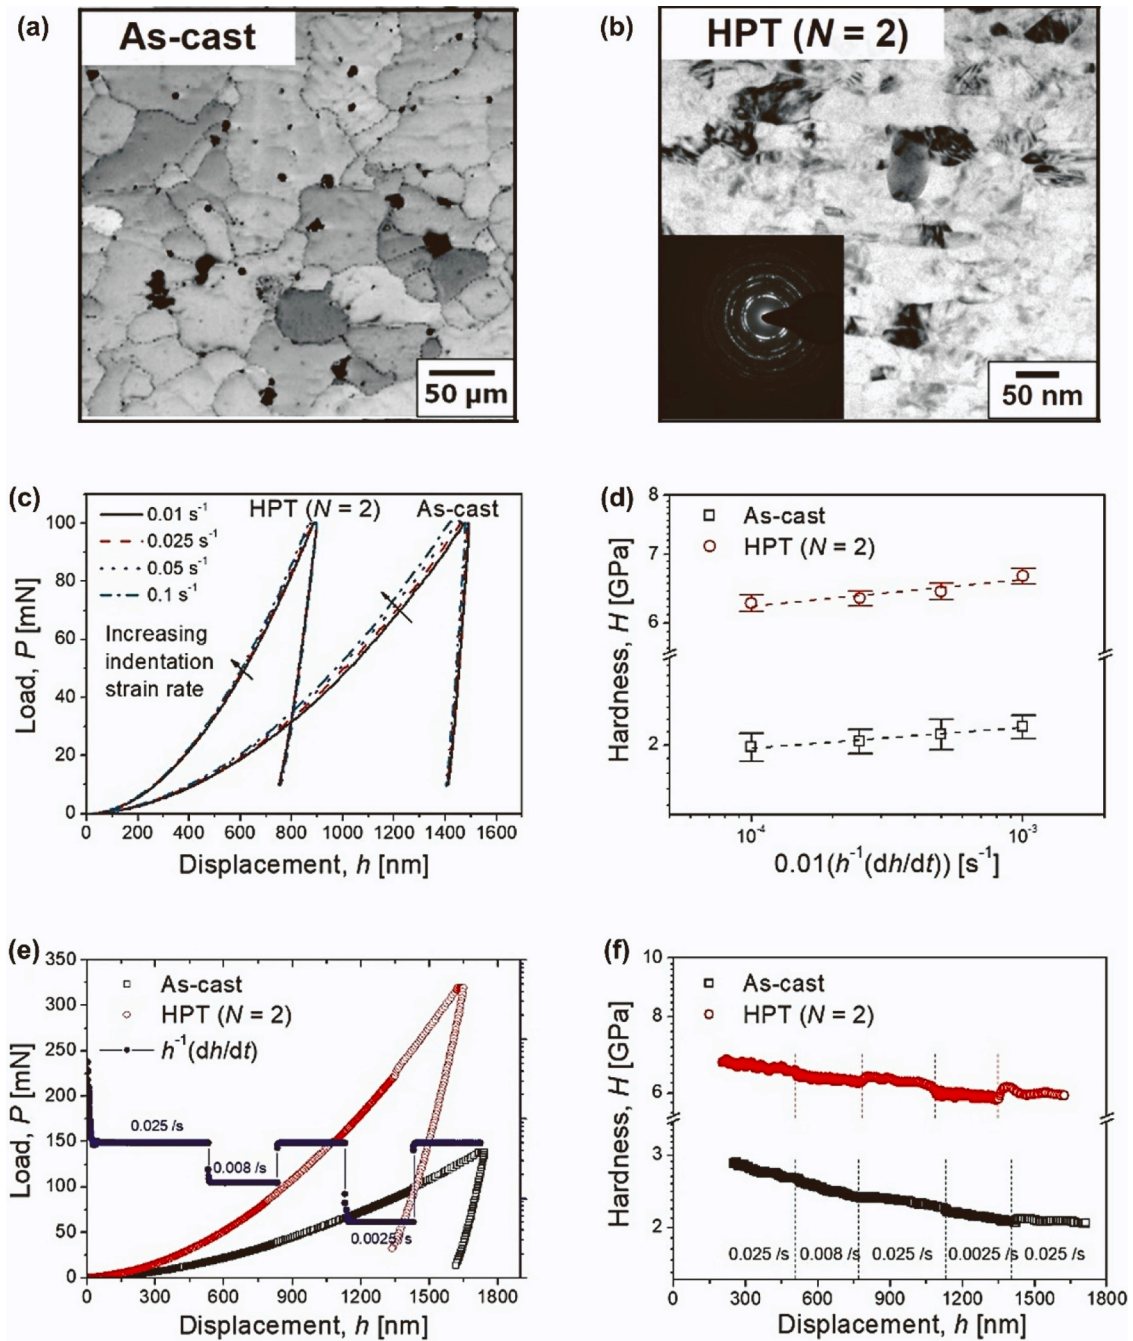 (a)
As-cast
50 µm
(b)
HPT (N = 2)
50 nm
(c)
0.01 s⁻¹
0.025 s⁻¹
0.05 s⁻¹
0.1 s⁻¹
HPT (N = 2)
As-cast
Increasing
indentation
strain rate
Load, P [mN]
100
80
60
40
20
0
0 200 400 600 800 1000 1200 1400 1600
Displacement, h [nm]
(d)
As-cast
HPT (N = 2)
Hardness, H [GPa]
8
7
6
2
10⁻⁴ 10⁻³
0.01(h⁻¹(dh/dt)) [s⁻¹]
(e)
As-cast
HPT (N = 2)
h⁻¹(dh/dt)
Load, P [mN]
350
300
250
200
150
100
50
0
0.025 /s
0.008 /s
0.0025 /s
0 300 600 900 1200 1500 1800
Displacement, h [nm]
(f)
As-cast
HPT (N = 2)
Hardness, H [GPa]
10
8
6
3
2
0.025 /s 0.008 /s 0.025 /s 0.0025 /s 0.025 /s
300 600 900 1200 1500 1800
Displacement, h [nm]